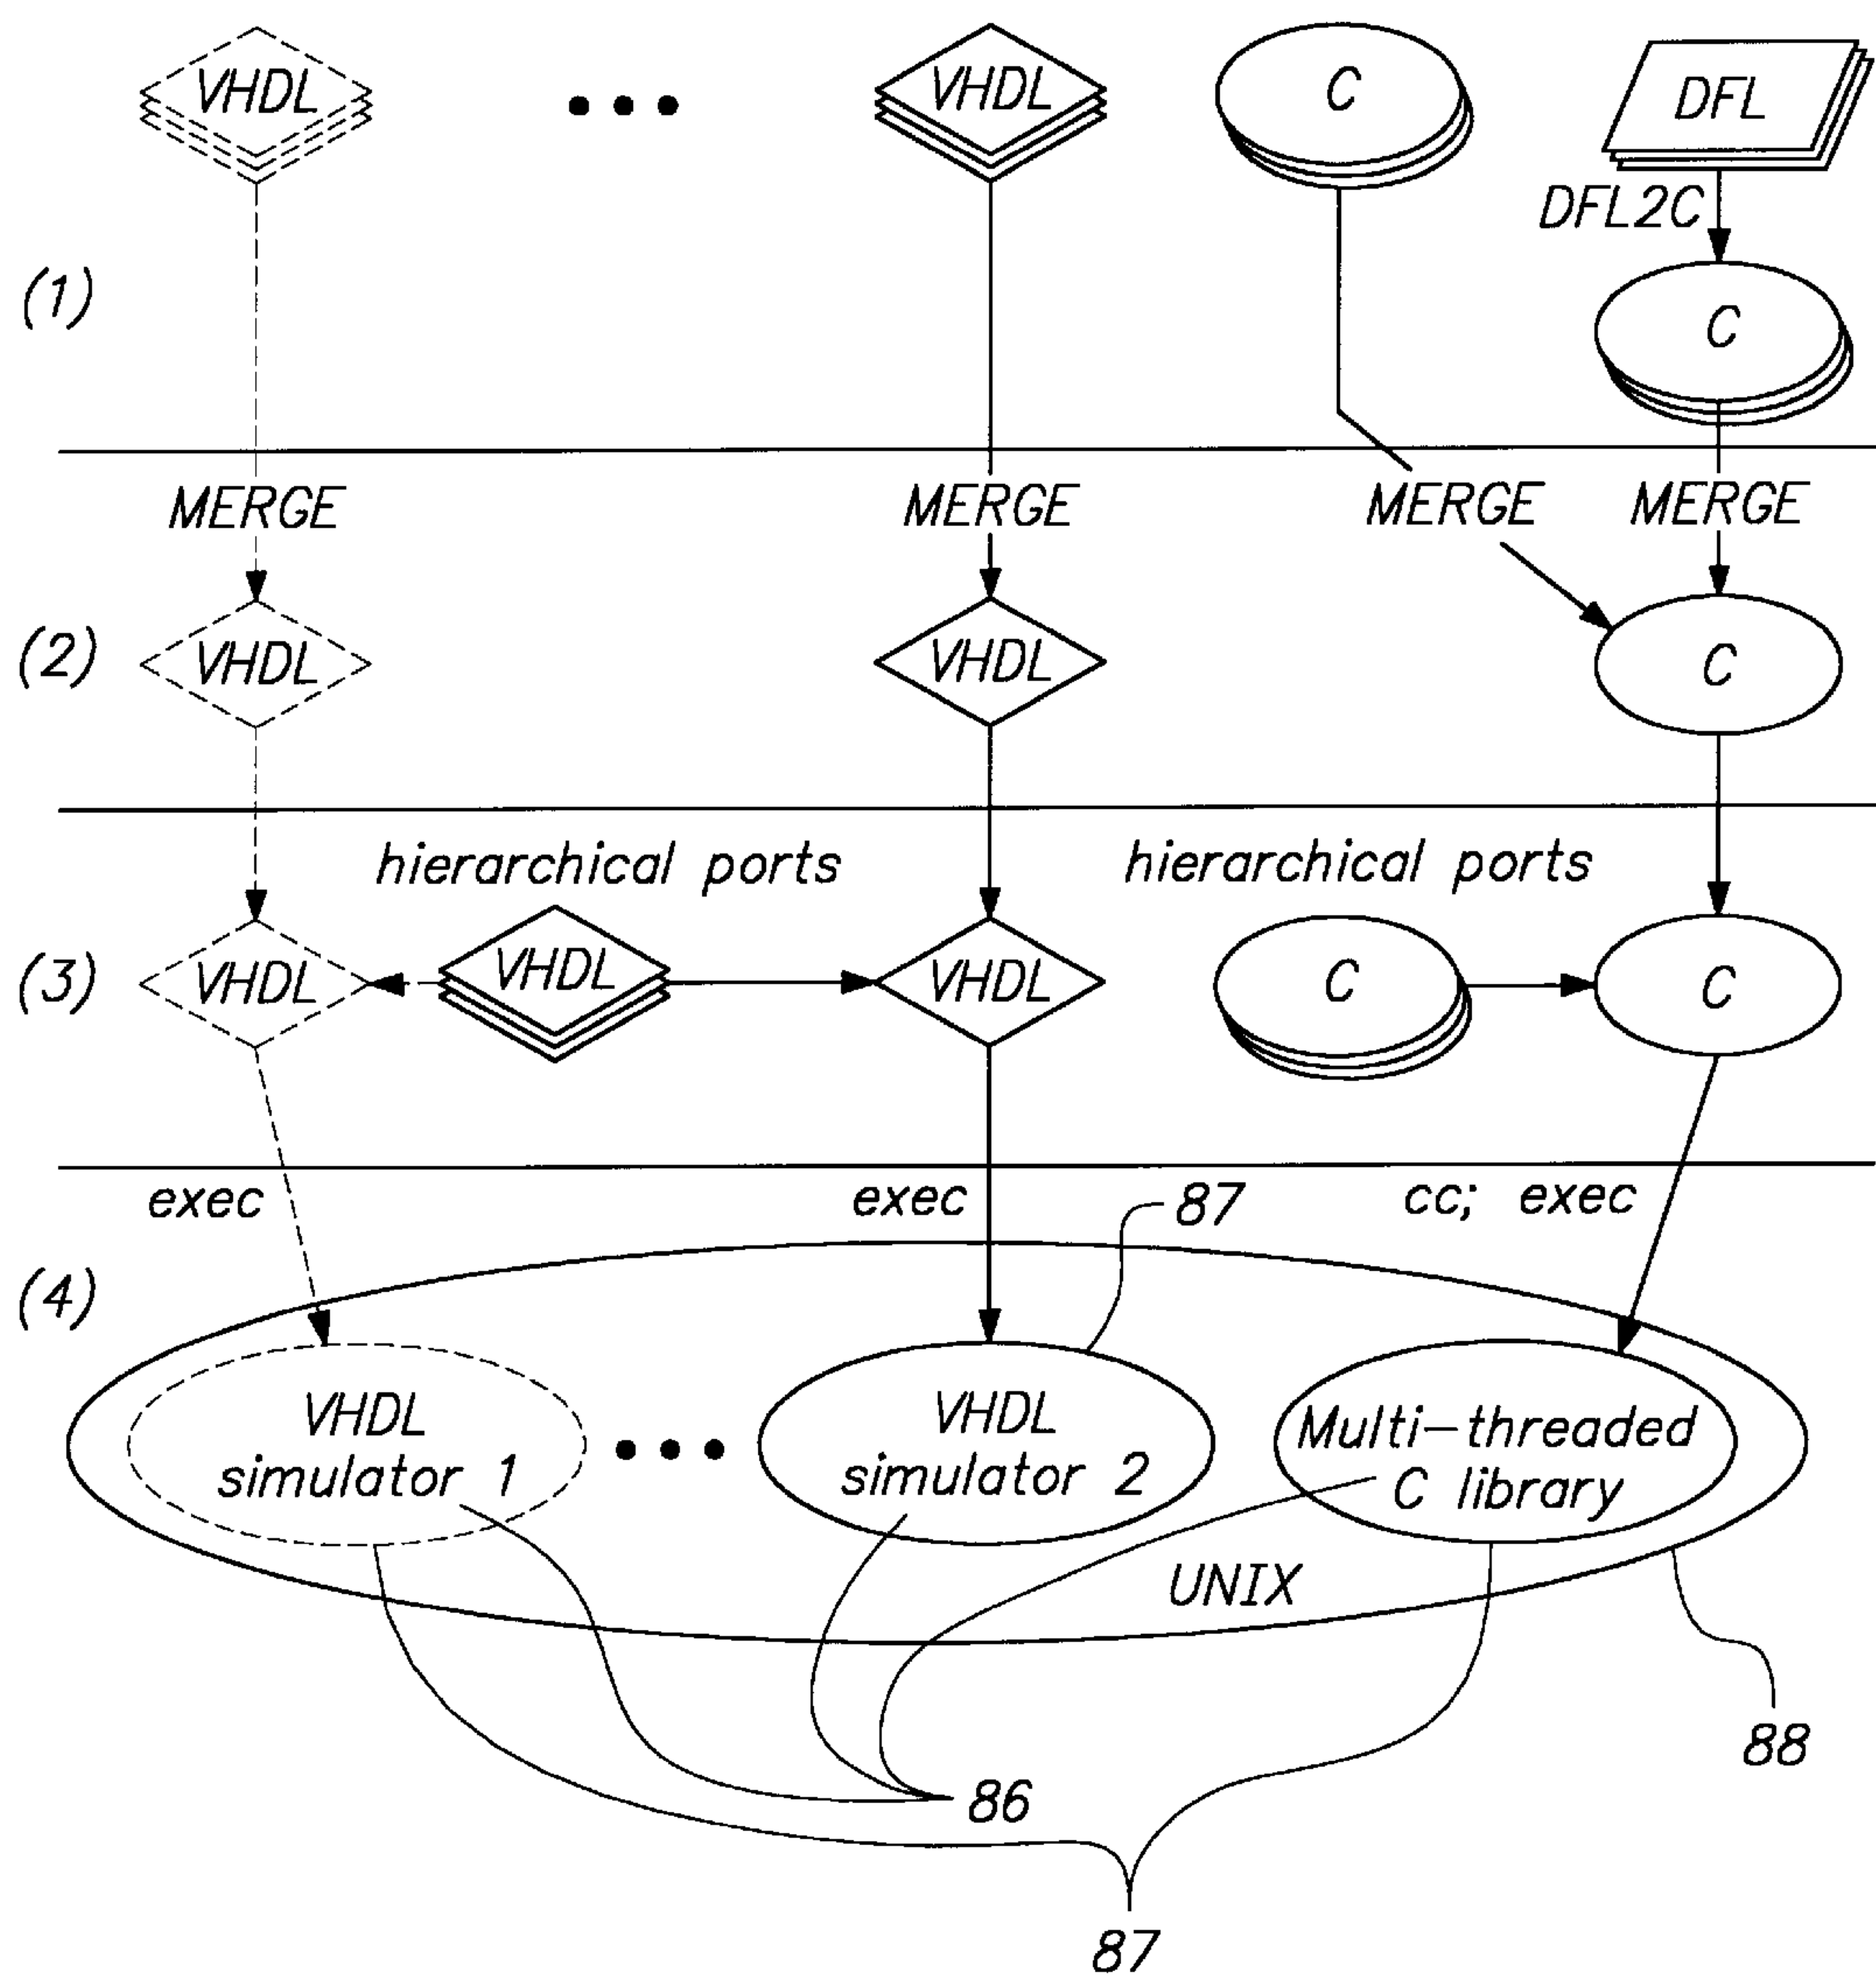 VHDL
VHDL
C
DFL
DFL2C
(1)
C
MERGE
MERGE
MERGE
MERGE
(2)
VHDL
VHDL
C
hierarchical ports
hierarchical ports
(3)
VHDL
VHDL
VHDL
C
C
exec
exec
87
cc; exec
(4)
VHDL
simulator 1
VHDL
simulator 2
Multi-threaded
C library
UNIX
88
86
87